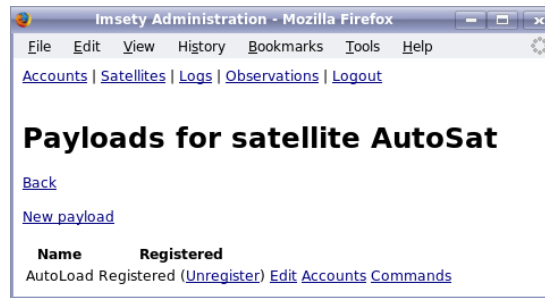 Imsety Administration - Mozilla Firefox
File Edit View History Bookmarks Tools Help
Accounts | Satellites | Logs | Observations | Logout
Payloads for satellite AutoSat
Back
New payload
Name Registered
AutoLoad Registered (Unregister) Edit Accounts Commands